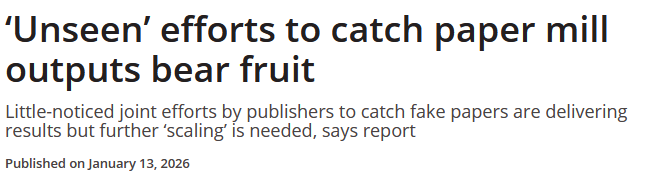 ‘Unseen’ efforts to catch paper mill
outputs bear fruit
Little-noticed joint efforts by publishers to catch fake papers are delivering
results but further ‘scaling’ is needed, says report
Published on January 13, 2026